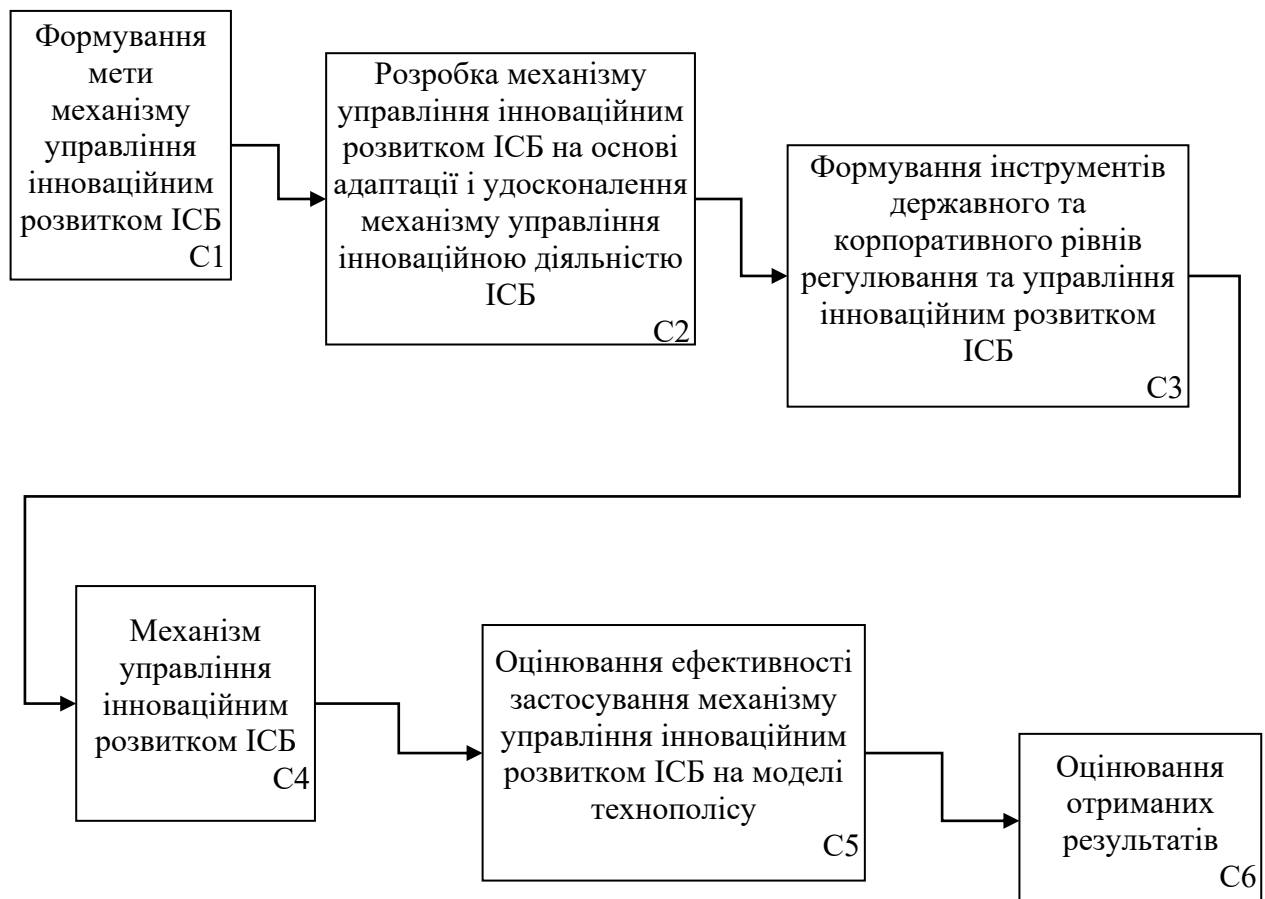 Формування
мети
механізму
управління
інноваційним
розвитком ІСБ
С1
Розробка механізму
управління інноваційним
розвитком ІСБ на основі
адаптації і удосконалення
механізму управління
інноваційною діяльністю
ІСБ
С2
Формування інструментів
державного та
корпоративного рівнів
регулювання та управління
інноваційним розвитком
ІСБ
С3
Механізм
управління
інноваційним
розвитком ІСБ
С4
Оцінювання ефективності
застосування механізму
управління інноваційним
розвитком ІСБ на моделі
технополісу
С5
Оцінювання
отриманих
результатів
С6